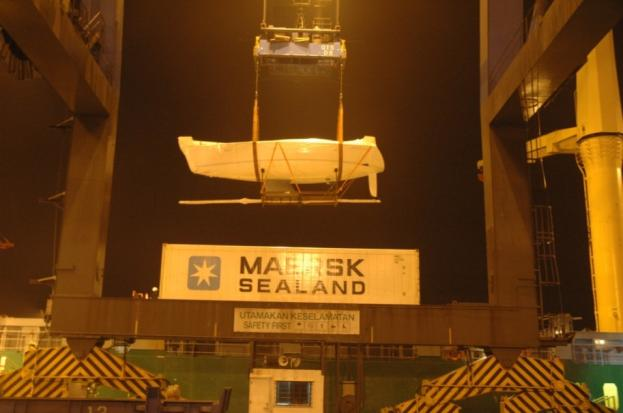 MAERSK
SEALAND
UTAMAKAN KESELAMATAN
SAFETY FIRST